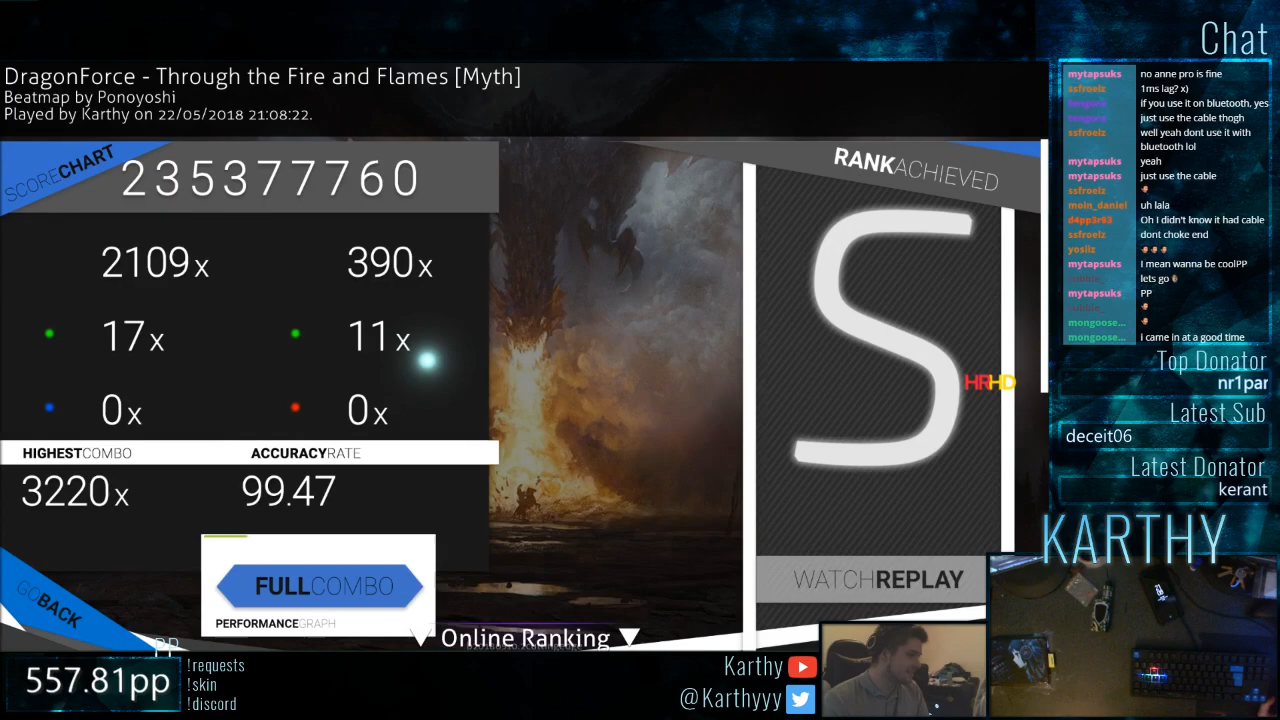 DragonForce - Through the Fire and Flames [Myth]
Beatmap by Ponoyoshi
Played by Karthy on 22/05/2018 21:08:22.
SCORECHART
235377760
2109x
390x
17x
11x
0x
0x
HIGHESTCOMBO
ACCURACYRATE
3220x
99.47
FULLCOMBO
PERFORMANCEGRAPH
GOBACK
RANKACHIEVED
S
HRHD
WATCHREPLAY
Online Ranking
PP
557.81pp
!requests
!skin
!discord
Karthy
@Karthyyy
Chat
mytapsuks no anne pro is fine
ssfroelz 1ms lag? x)
if you use it on bluetooth, yes
just use the cable thogh
ssfroelz well yeah dont use it with
bluetooth lol
mytapsuks yeah
mytapsuks just use the cable
ssfroelz
moin_daniel uh lala
d4pp3r93 Oh I didn't know it had cable
ssfroelz dont choke end
yosiiz
mytapsuks I mean wanna be coolPP
lets go
mytapsuks PP
mongoose...
mongoose... i came in at a good time
Top Donator
nr1par
Latest Sub
deceit06
Latest Donator
kerant
KARTHY